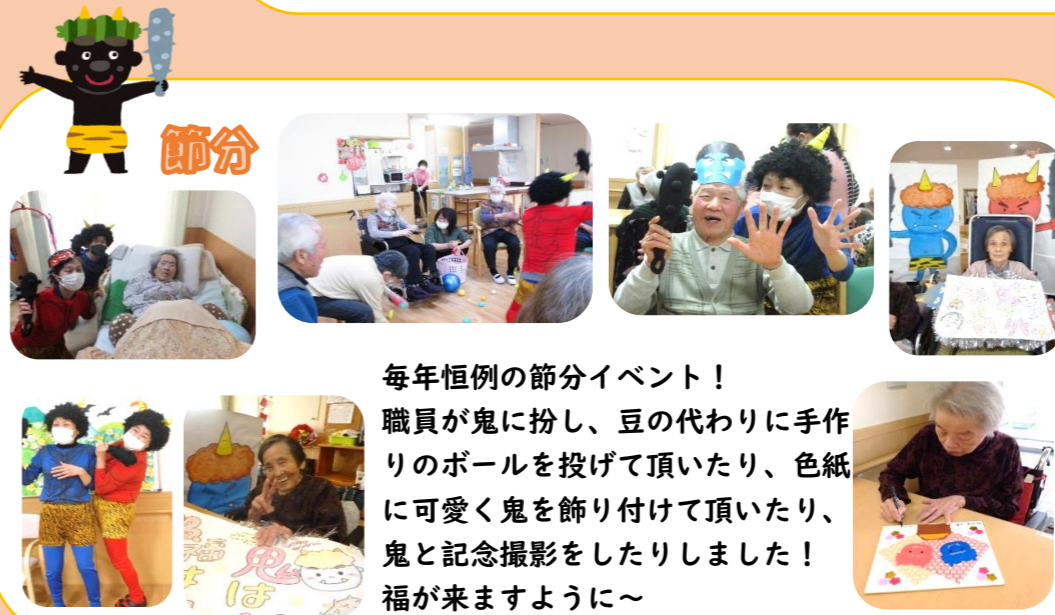 節分
毎年恒例の節分イベント！
職員が鬼に扮し、豆の代わりに手作
りのボールを投げて頂いたり、色紙
に可愛く鬼を飾り付けて頂いたり、
鬼と記念撮影をしたりしました！
福が来ますように～
鬼は